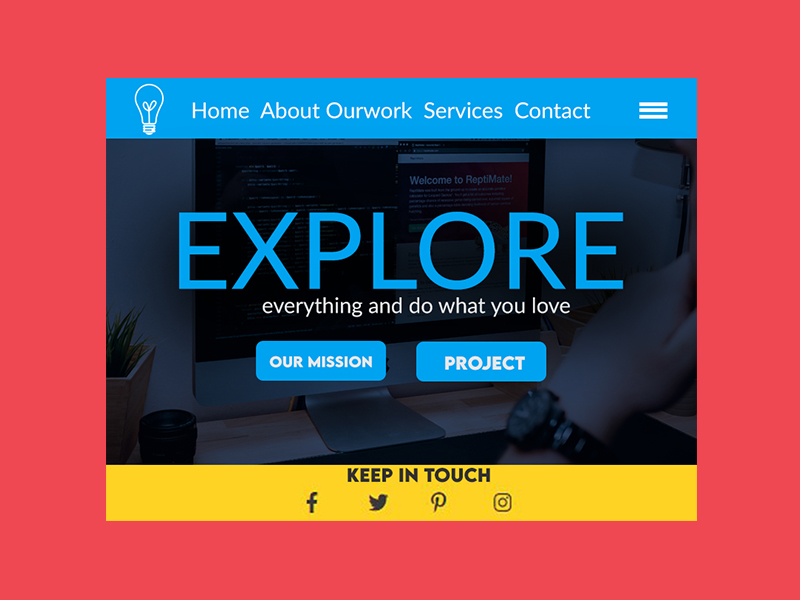 Home About Ourwork Services Contact
Welcome to ReptiMate!
EXPLORE
everything and do what you love
OUR MISSION
PROJECT
KEEP IN TOUCH